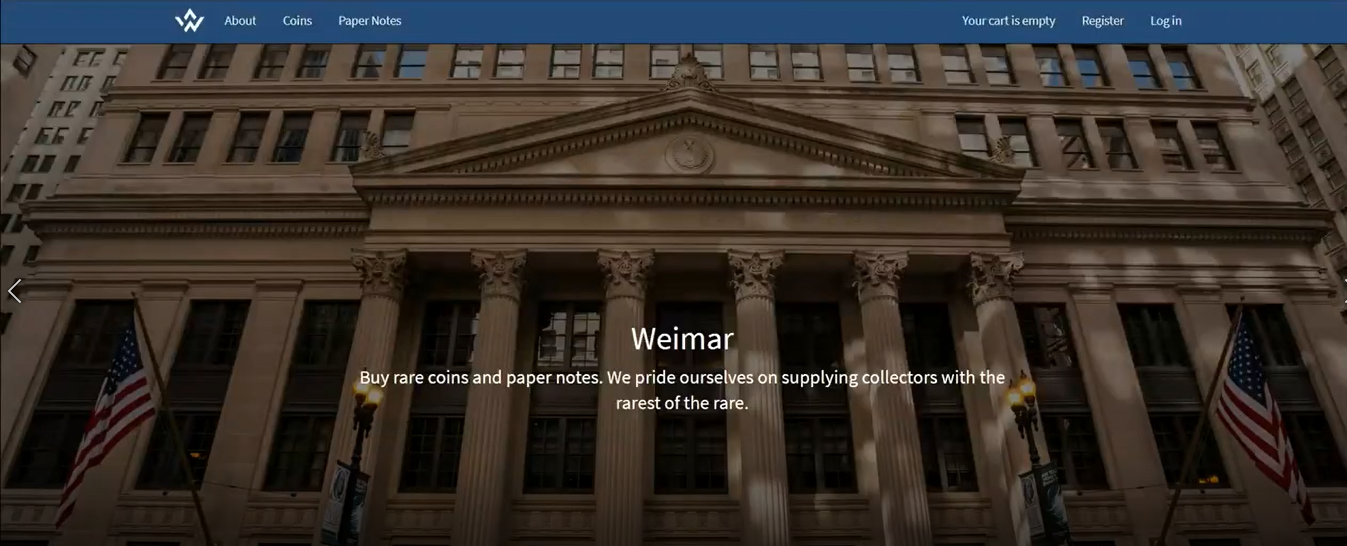 About Coins Paper Notes Your cart is empty Register Log in
Weimar
Buy rare coins and paper notes. We pride ourselves on supplying collectors with the
rarest of the rare.